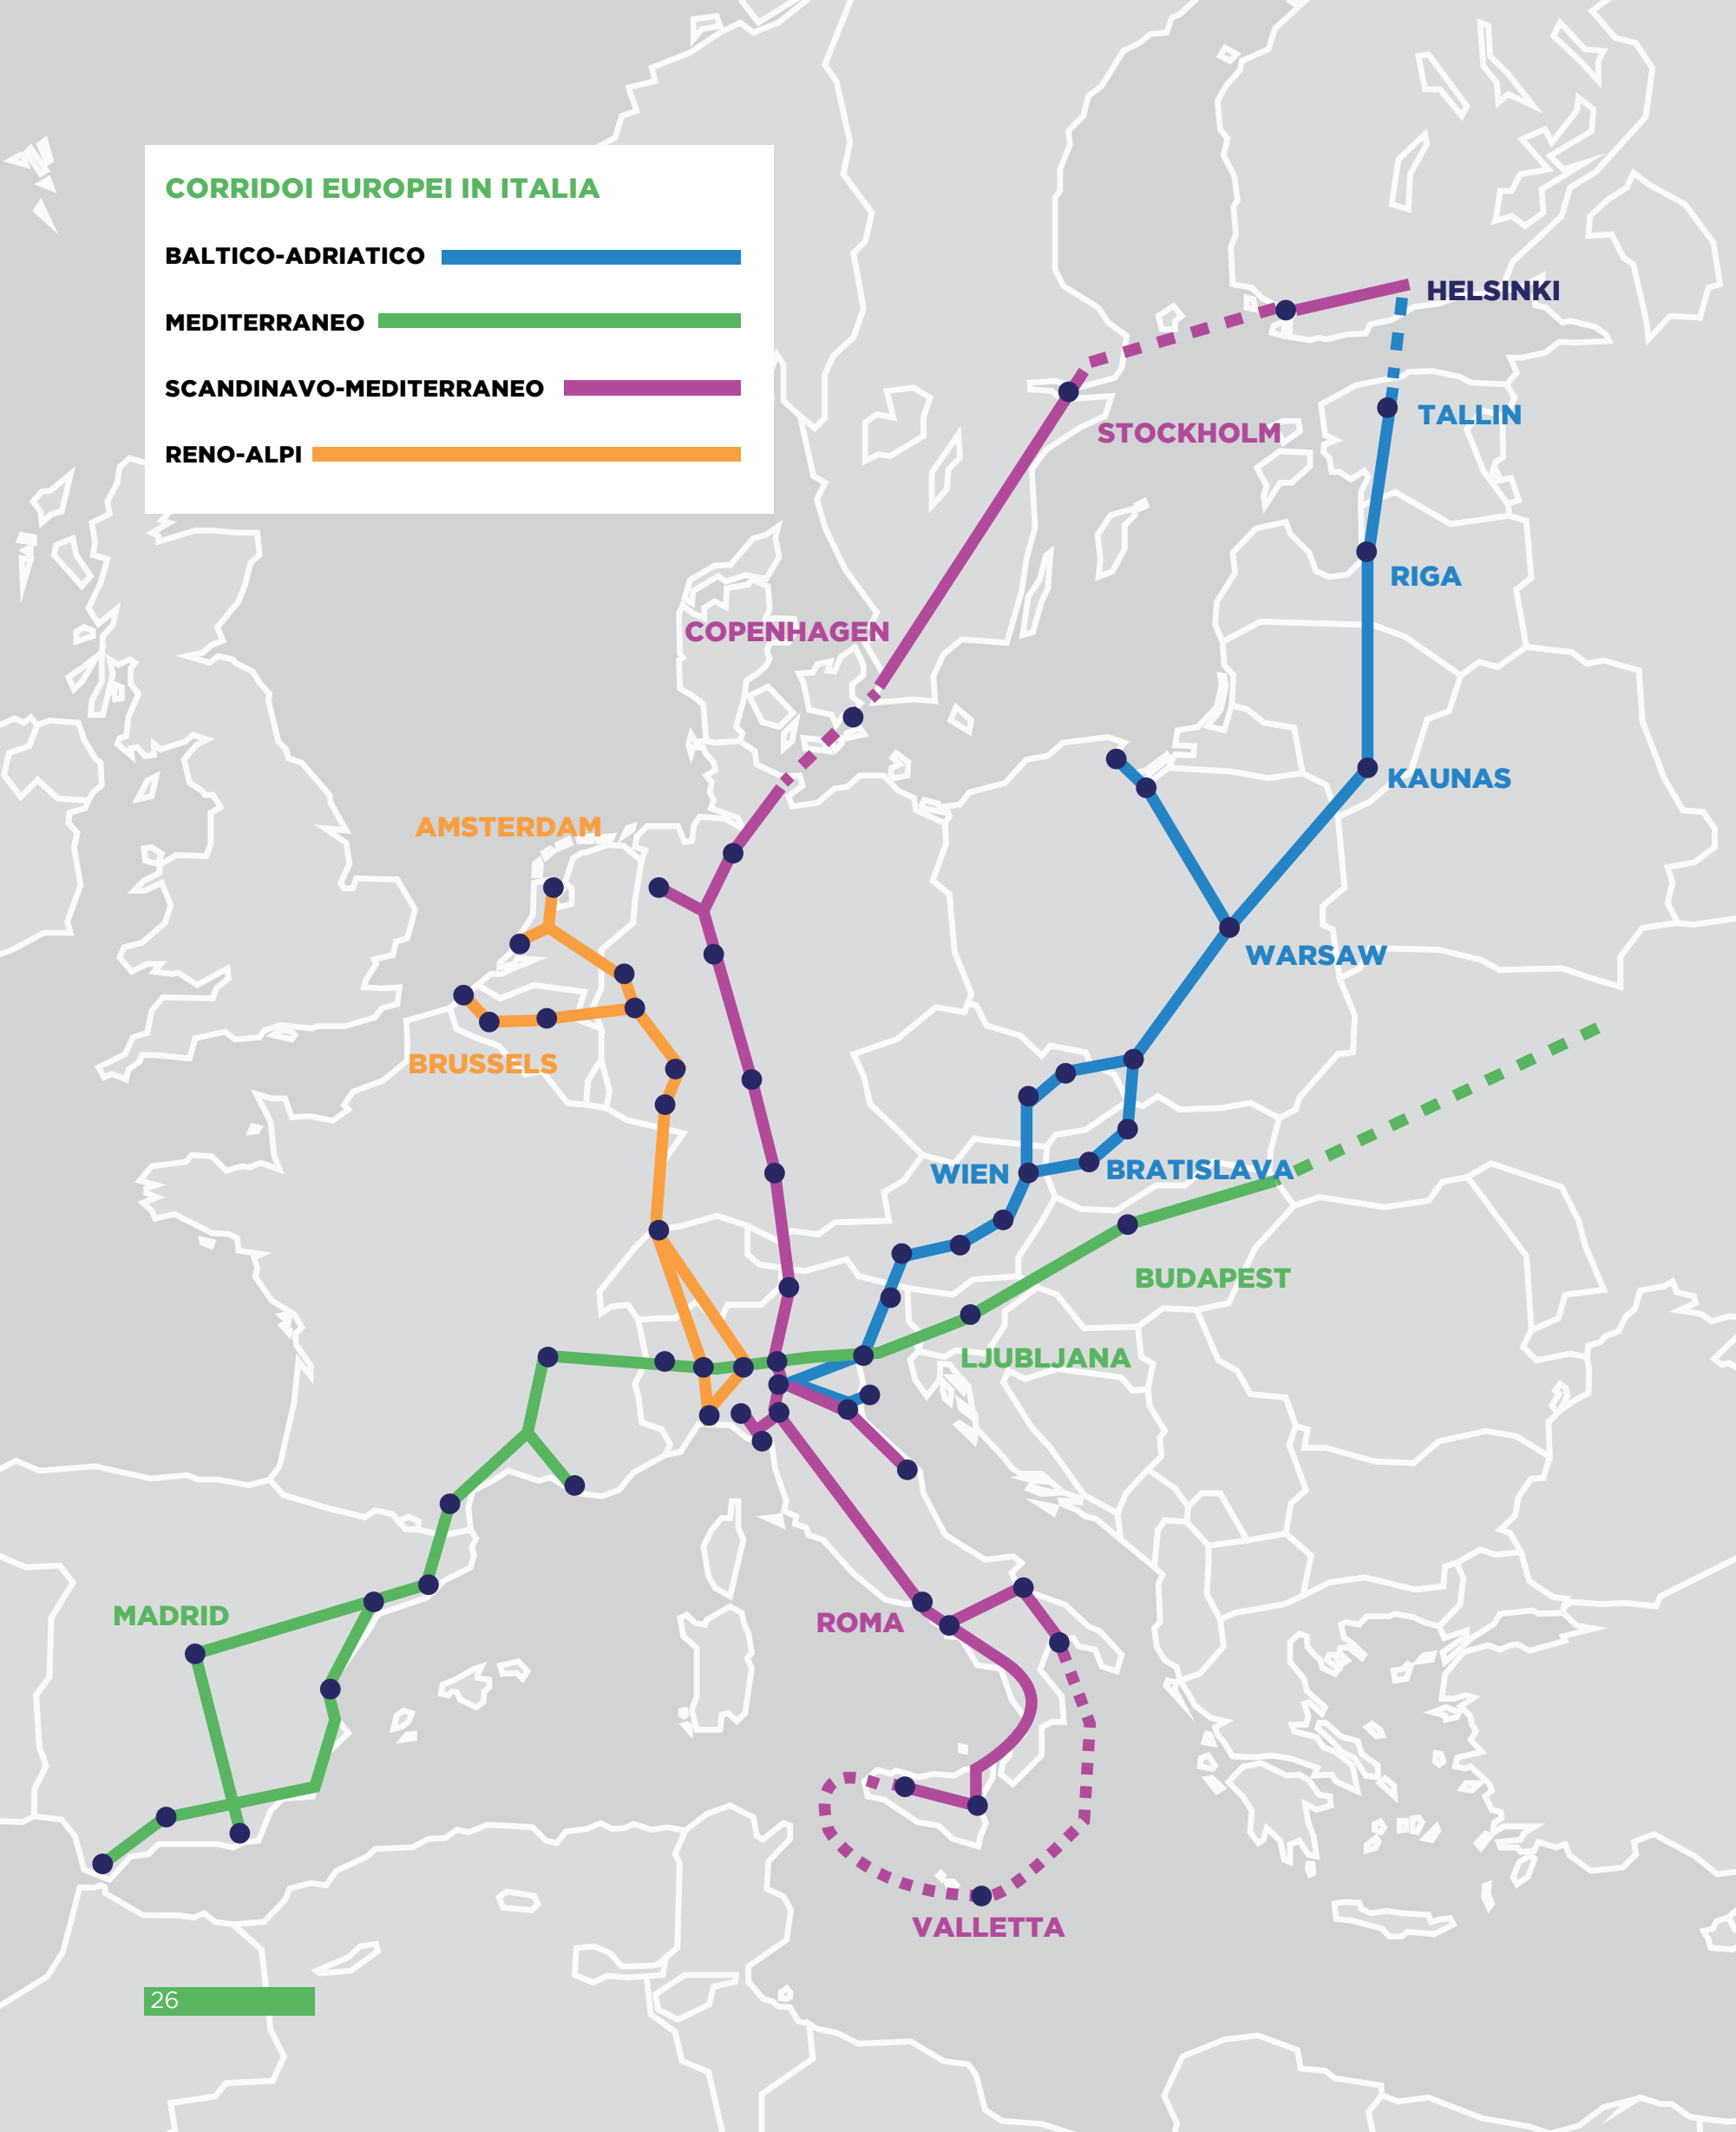 CORRIDOI EUROPEI IN ITALIA
BALTICO-ADRIATICO
MEDITERRANEO
SCANDINAVO-MEDITERRANEO
RENO-ALPI
HELSINKI
TALLIN
STOCKHOLM
RIGA
COPENHAGEN
KAUNAS
AMSTERDAM
WARSAW
BRUSSELS
WIEN
BRATISLAVA
BUDAPEST
LJUBLJANA
MADRID
ROMA
VALLETTA
26